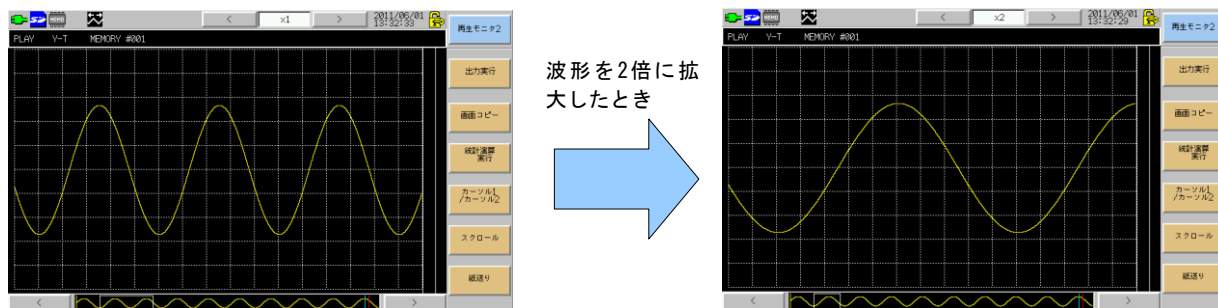 SD
MEMO
<
x1
>
2011/06/01
13:32:33
再生モニタ2
PLAY Y-T MEMORY #001
出力実行
画面コピー
統計演算
実行
カーソル1
/カーソル2
スクロール
紙送り
<
>
波形を2倍に拡
大したとき
SD
MEMO
<
x2
>
2011/06/01
13:32:29
再生モニタ2
PLAY Y-T MEMORY #001
出力実行
画面コピー
統計演算
実行
カーソル1
/カーソル2
スクロール
紙送り
<
>